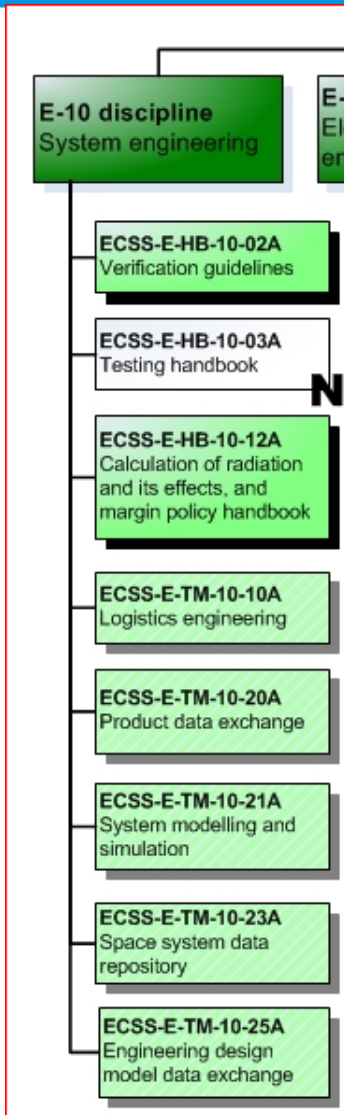 E-10 discipline
System engineering
E-
El
en
ECSS-E-HB-10-02A
Verification guidelines
ECSS-E-HB-10-03A
Testing handbook
N
ECSS-E-HB-10-12A
Calculation of radiation
and its effects, and
margin policy handbook
ECSS-E-TM-10-10A
Logistics engineering
ECSS-E-TM-10-20A
Product data exchange
ECSS-E-TM-10-21A
System modelling and
simulation
ECSS-E-TM-10-23A
Space system data
repository
ECSS-E-TM-10-25A
Engineering design
model data exchange